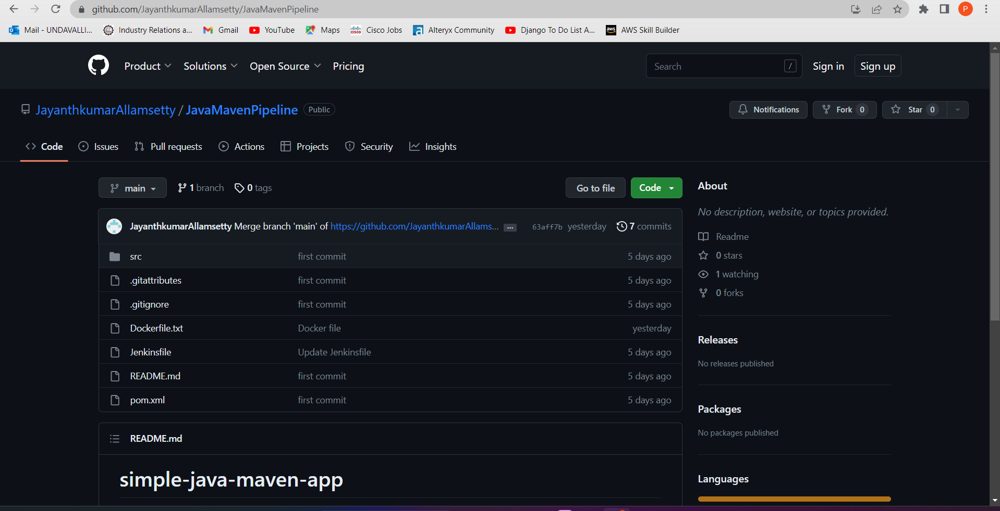 github.com/JayanthkumarAllamsetty/JavaMavenPipeline
P
Mail - UNDAVALLI... Industry Relations a... Gmail YouTube Maps Cisco Jobs Alteryx Community Django To Do List A... AWS Skill Builder
Product Solutions Open Source Pricing Search / Sign in Sign up
JayanthkumarAllamsetty / JavaMavenPipeline Public Notifications Fork 0 Star 0
Code Issues Pull requests Actions Projects Security Insights
main 1 branch 0 tags Go to file Code
JayanthkumarAllamsetty Merge branch 'main' of https://github.com/JayanthkumarAllams... ... 63aff7b yesterday 7 commits
src first commit 5 days ago
.gitattributes first commit 5 days ago
.gitignore first commit 5 days ago
Dockerfile.txt Docker file yesterday
Jenkinsfile Update Jenkinsfile 5 days ago
README.md first commit 5 days ago
pom.xml first commit 5 days ago
README.md
simple-java-maven-app
About
No description, website, or topics provided.
Readme
0 stars
1 watching
0 forks
Releases
No releases published
Packages
No packages published
Languages